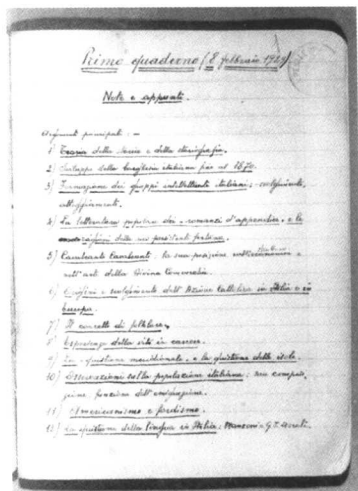 Primo quaderno (8 febbraio 1929)
Note e appunti.
Argomenti principali: –
1) Teoria della storia e della storiografia.
2) Sviluppo della borghesia italiana fino al 1870.
3) Formazione dei gruppi intellettuali italiani: svolgimento,
atteggiamenti.
4) La letteratura popolare dei "romanzi d'appendice" e le
ragioni della sua persistente fortuna.
5) Cavalcante Cavalcanti: la sua posizione nella
e nell'arte della Divina Commedia.
6) Origini e svolgimento dell'Azione Cattolica in Italia e in
Europa.
7) Il concetto di folklore.
8) Esperienze della vita in carcere.
9) La "quistione meridionale" e la quistione delle isole.
10) Osservazioni sulla popolazione italiana: sua compo-
sizione, funzione dell'emigrazione.
11) Americanismo e fordismo.
12) La quistione della lingua in Italia: Manzoni e G. I. Ascoli.